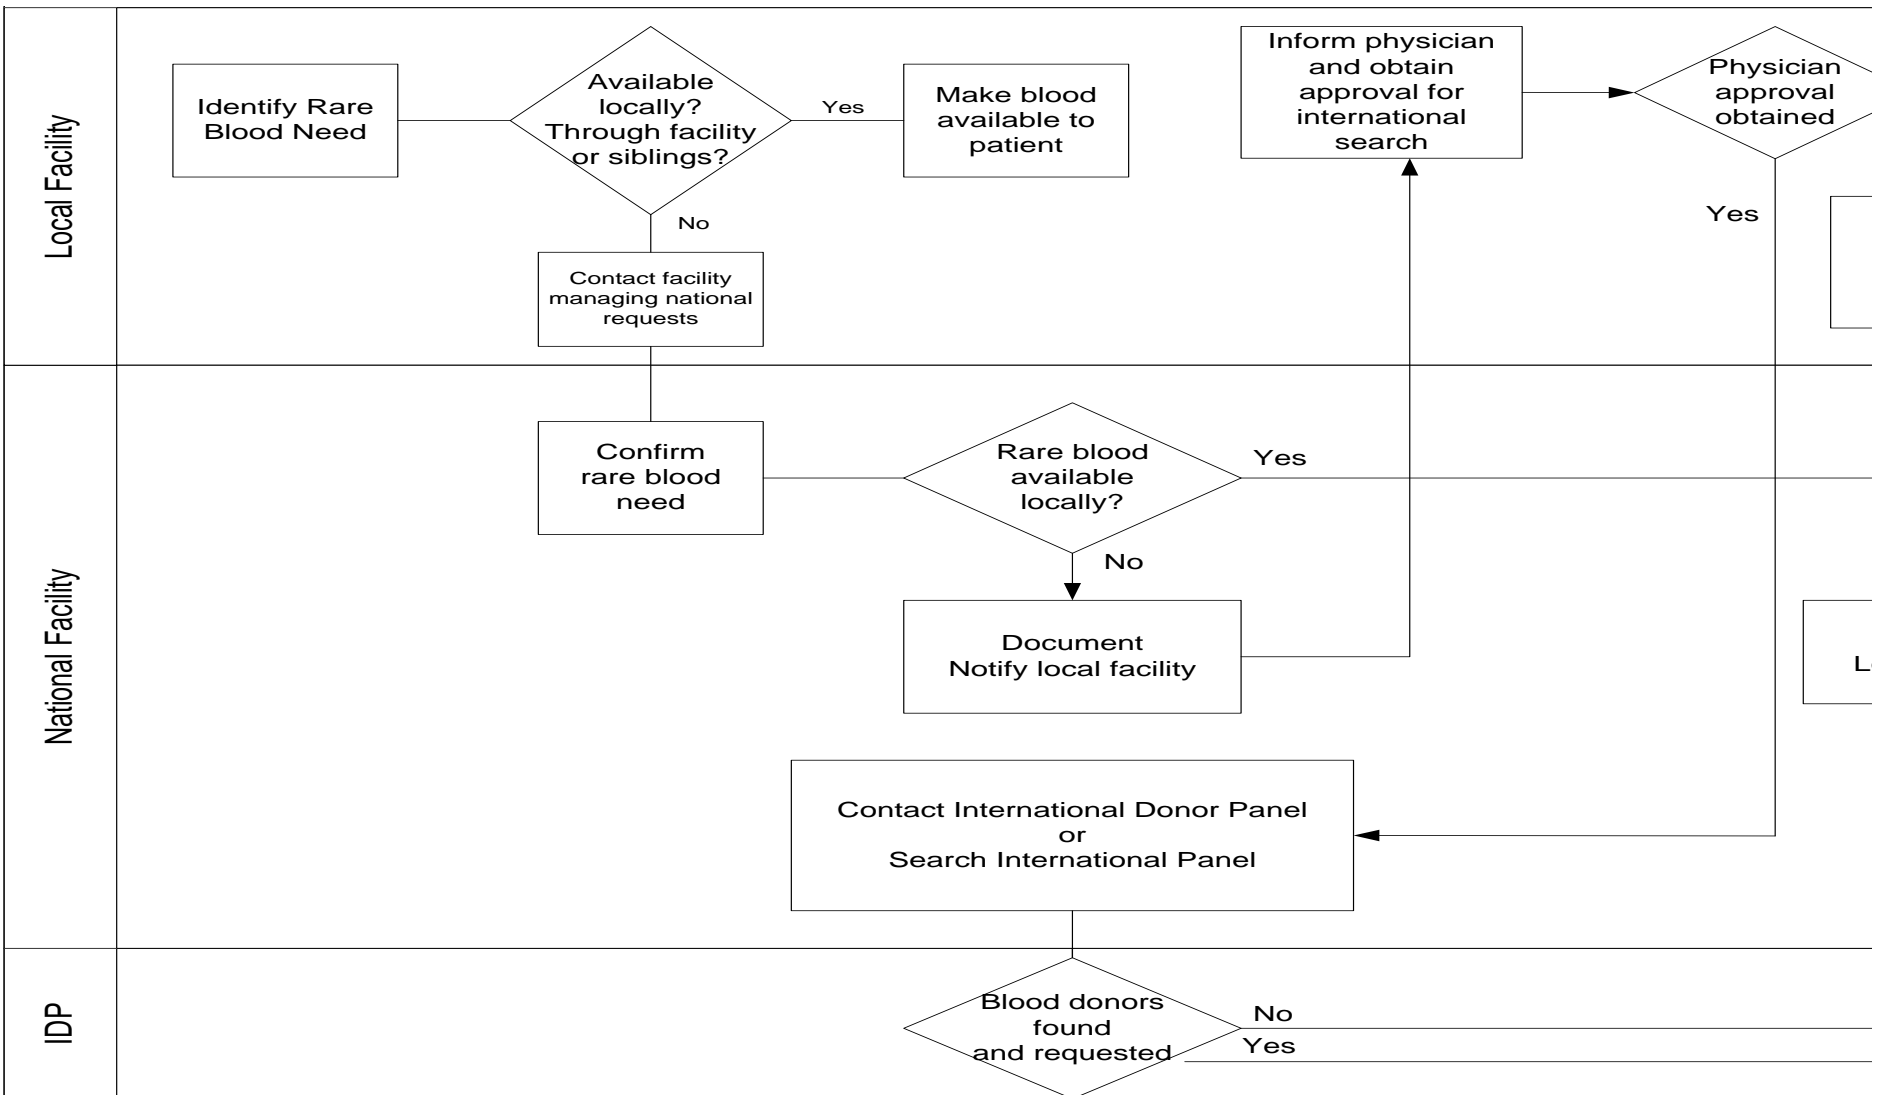 Local Facility
Identify Rare
Blood Need
Available
locally?
Through facility
or siblings?
Yes
Make blood
available to
patient
No
Contact facility
managing national
requests
Inform physician
and obtain
approval for
international
search
Physician
approval
obtained
Yes
National Facility
Confirm
rare blood
need
Rare blood
available
locally?
Yes
No
Document
Notify local facility
Contact International Donor Panel
or
Search International Panel
IDP
Blood donors
found
and requested
No
Yes